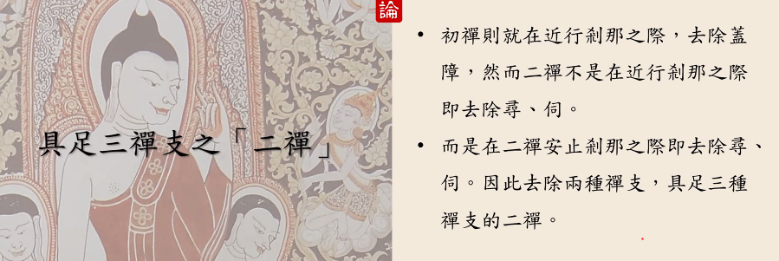 論
具足三禪支之「二禪」
• 初禪則就在近行剎那之際，去除蓋
障，然而二禪不是在近行剎那之際
即去除尋、伺。
• 而是在二禪安止剎那之際即去除尋、
伺。因此去除兩種禪支，具足三種
禪支的二禪。